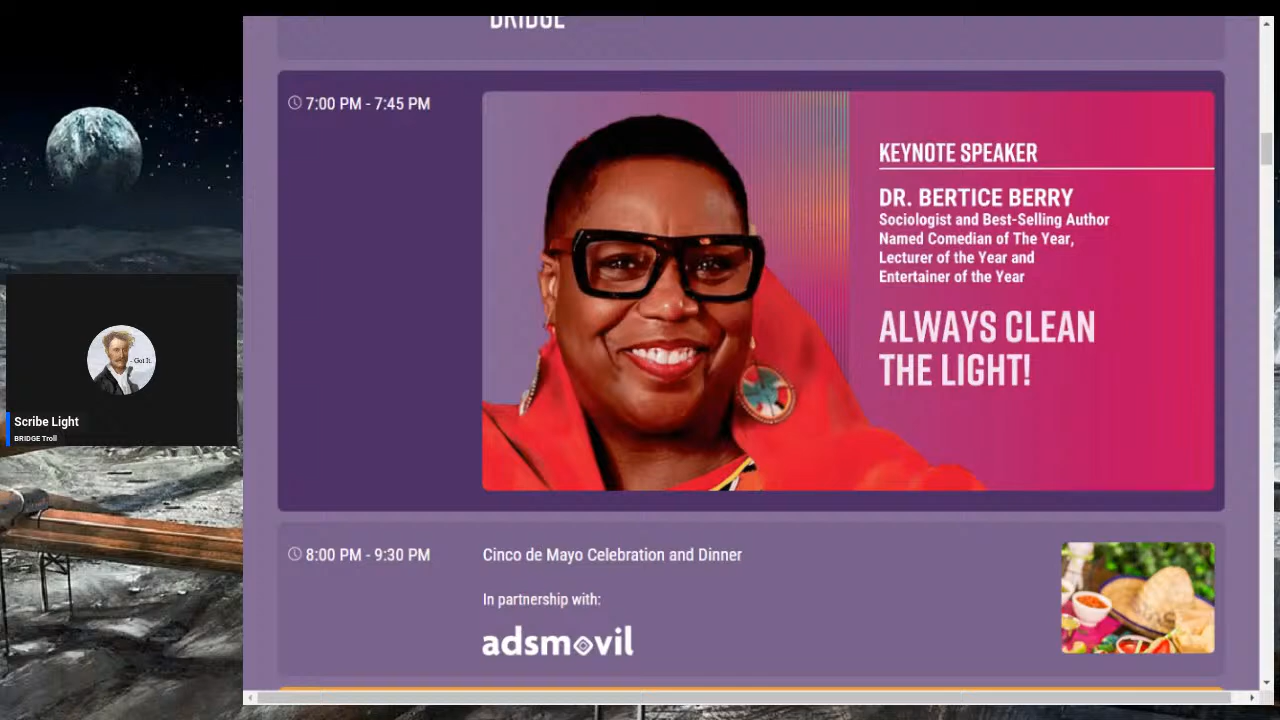 BRIDGE
7:00 PM - 7:45 PM
KEYNOTE SPEAKER
DR. BERTICE BERRY
Sociologist and Best-Selling Author
Named Comedian of The Year,
Lecturer of the Year and
Entertainer of the Year
ALWAYS CLEAN
THE LIGHT!
- Got It.
Scribe Light
BRIDGE Troll
8:00 PM - 9:30 PM
Cinco de Mayo Celebration and Dinner
In partnership with:
adsmovil